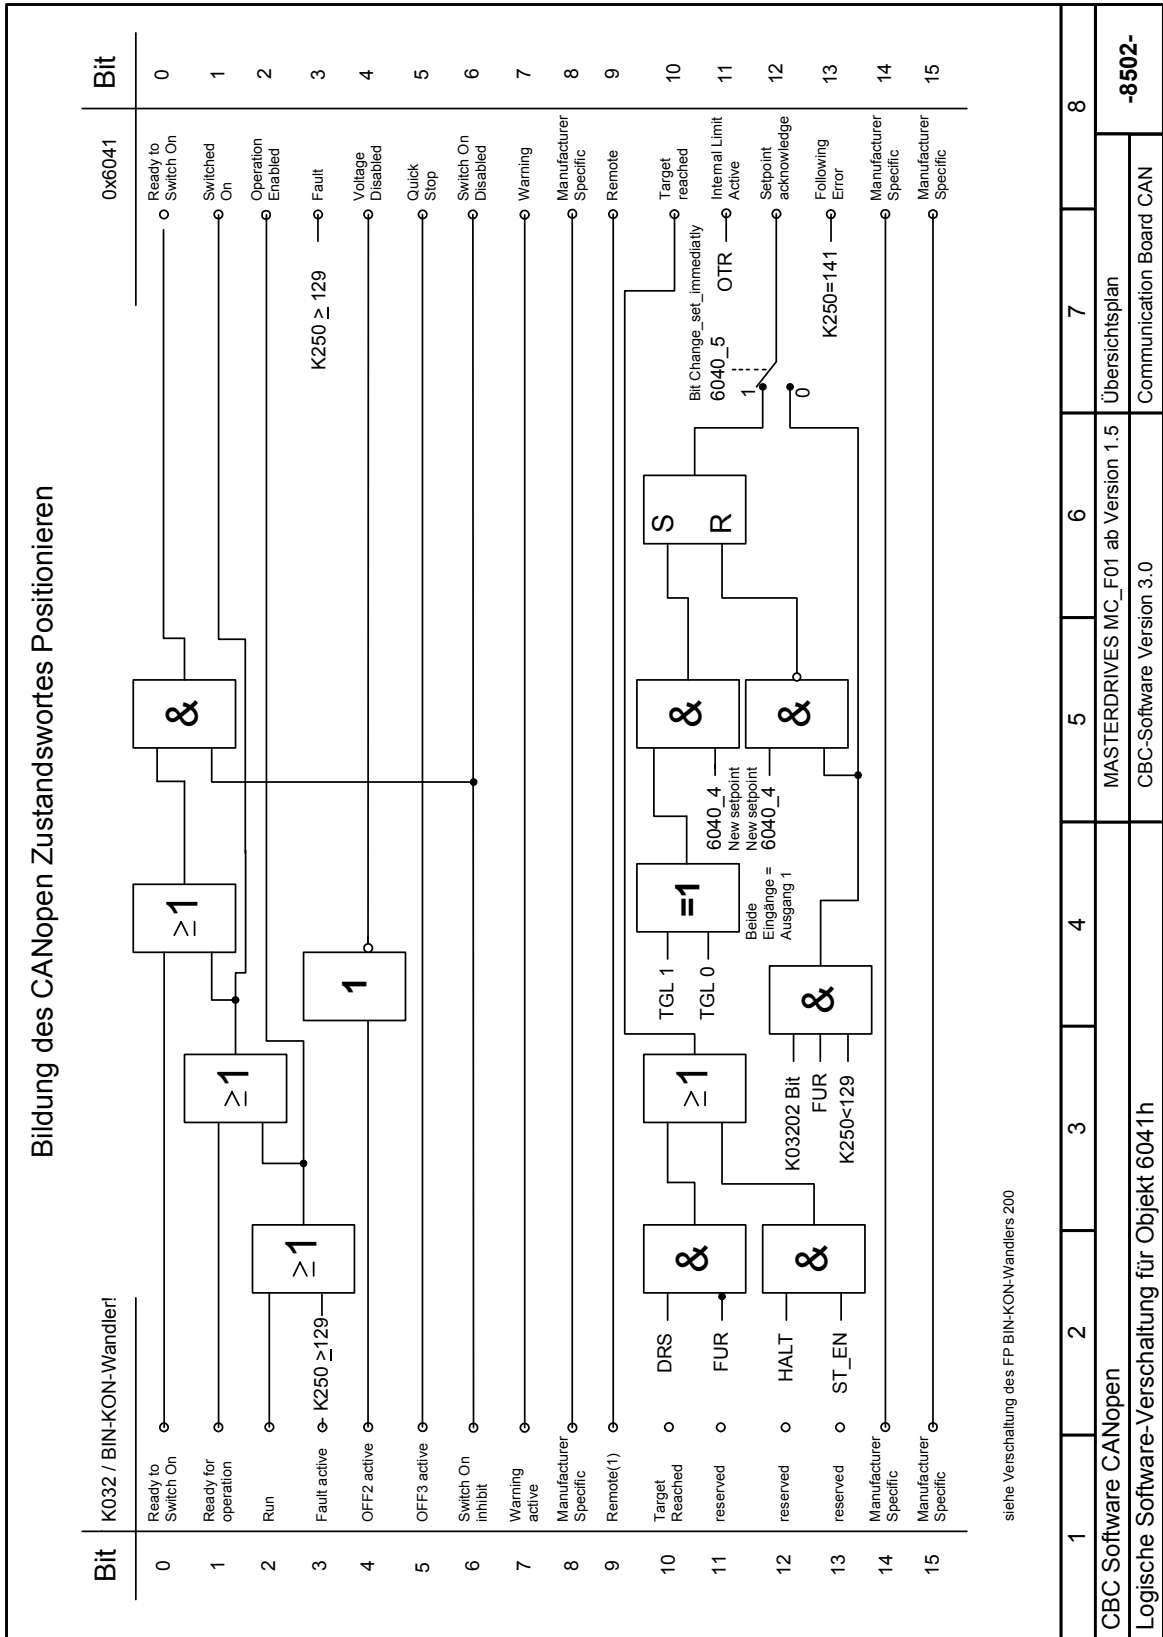 Bildung des CANopen Zustandswortes Positionieren
Bit
K032 / BIN-KON-Wandler!
0x6041
Bit
0
Ready to
Switch On
Ready to
Switch On
0
1
Ready for
operation
Switched
On
1
2
Run
Operation
Enabled
2
3
Fault active
K250 ≥129
K250 ≥ 129
Fault
3
4
OFF2 active
Voltage
Disabled
4
5
OFF3 active
Quick
Stop
5
6
Switch On
inhibit
Switch On
Disabled
6
7
Warning
active
Warning
7
8
Manufacturer
Specific
Manufacturer
Specific
8
9
Remote(1)
Remote
9
10
Target
Reached
Target
reached
10
11
reserved
Internal Limit
Active
11
12
reserved
Setpoint
acknowledge
12
13
reserved
Following
Error
13
14
Manufacturer
Specific
Manufacturer
Specific
14
15
Manufacturer
Specific
Manufacturer
Specific
15
≥1
≥1
≥1
&
1
DRS
FUR
&
HALT
ST_EN
&
≥1
K03202 Bit
FUR
K250<129
&
TGL 1
TGL 0
=1
Beide
Eingänge =
Ausgang 1
6040_4
New setpoint
New setpoint
6040_4
&
&
S
R
Bit Change_set_immediatly
6040_5
1
0
OTR
K250=141
siehe Verschaltung des FP BIN-KON-Wandlers 200
1
2
3
4
5
6
7
8
CBC Software CANopen
MASTERDRIVES MC_F01 ab Version 1.5
Übersichtsplan
-8502-
Logische Software-Verschaltung für Objekt 6041h
CBC-Software Version 3.0
Communication Board CAN